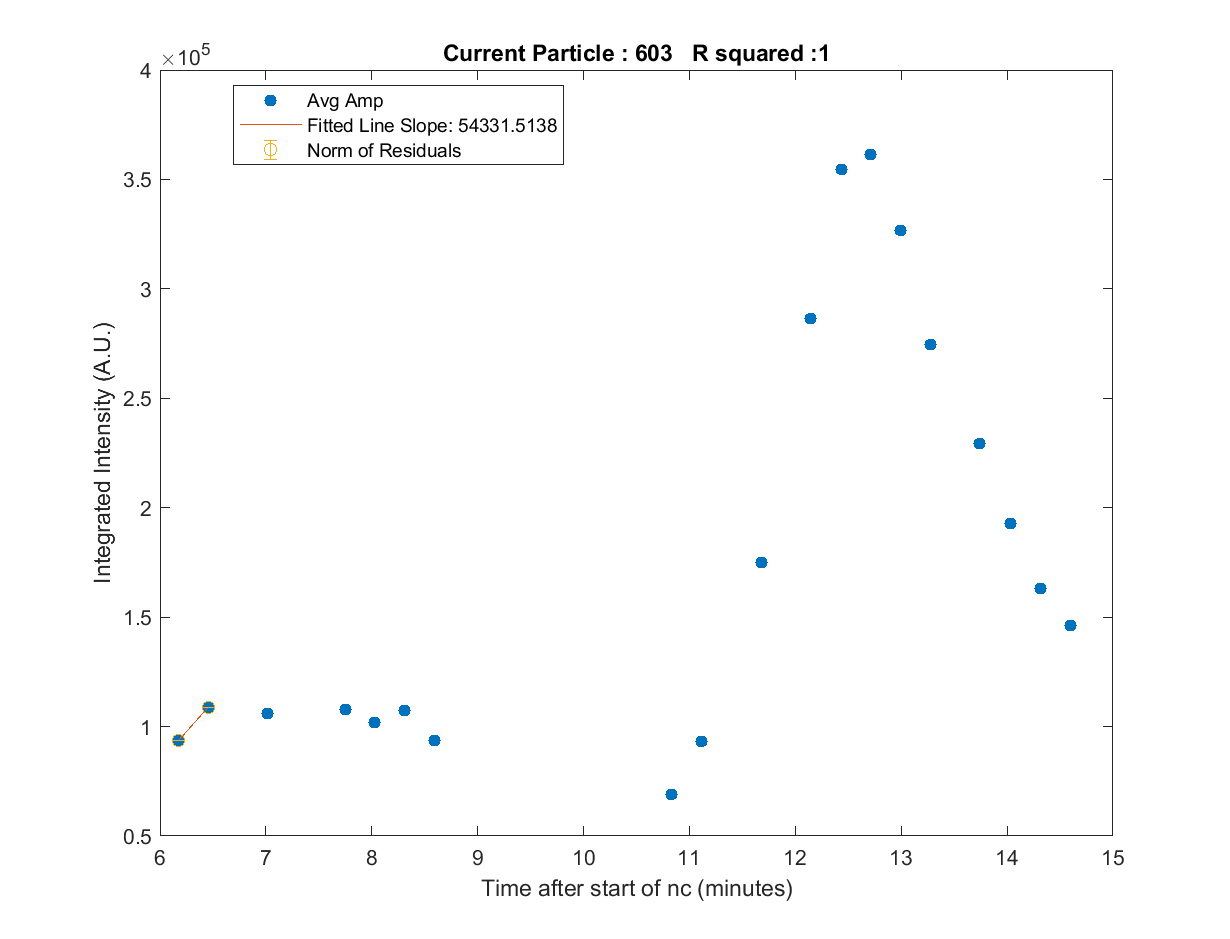 Current Particle : 603   R squared :1
×10^5
Avg Amp
Fitted Line Slope: 54331.5138
Norm of Residuals
4
3.5
3
2.5
2
1.5
1
0.5
Integrated Intensity (A.U.)
6 7 8 9 10 11 12 13 14 15
Time after start of nc (minutes)